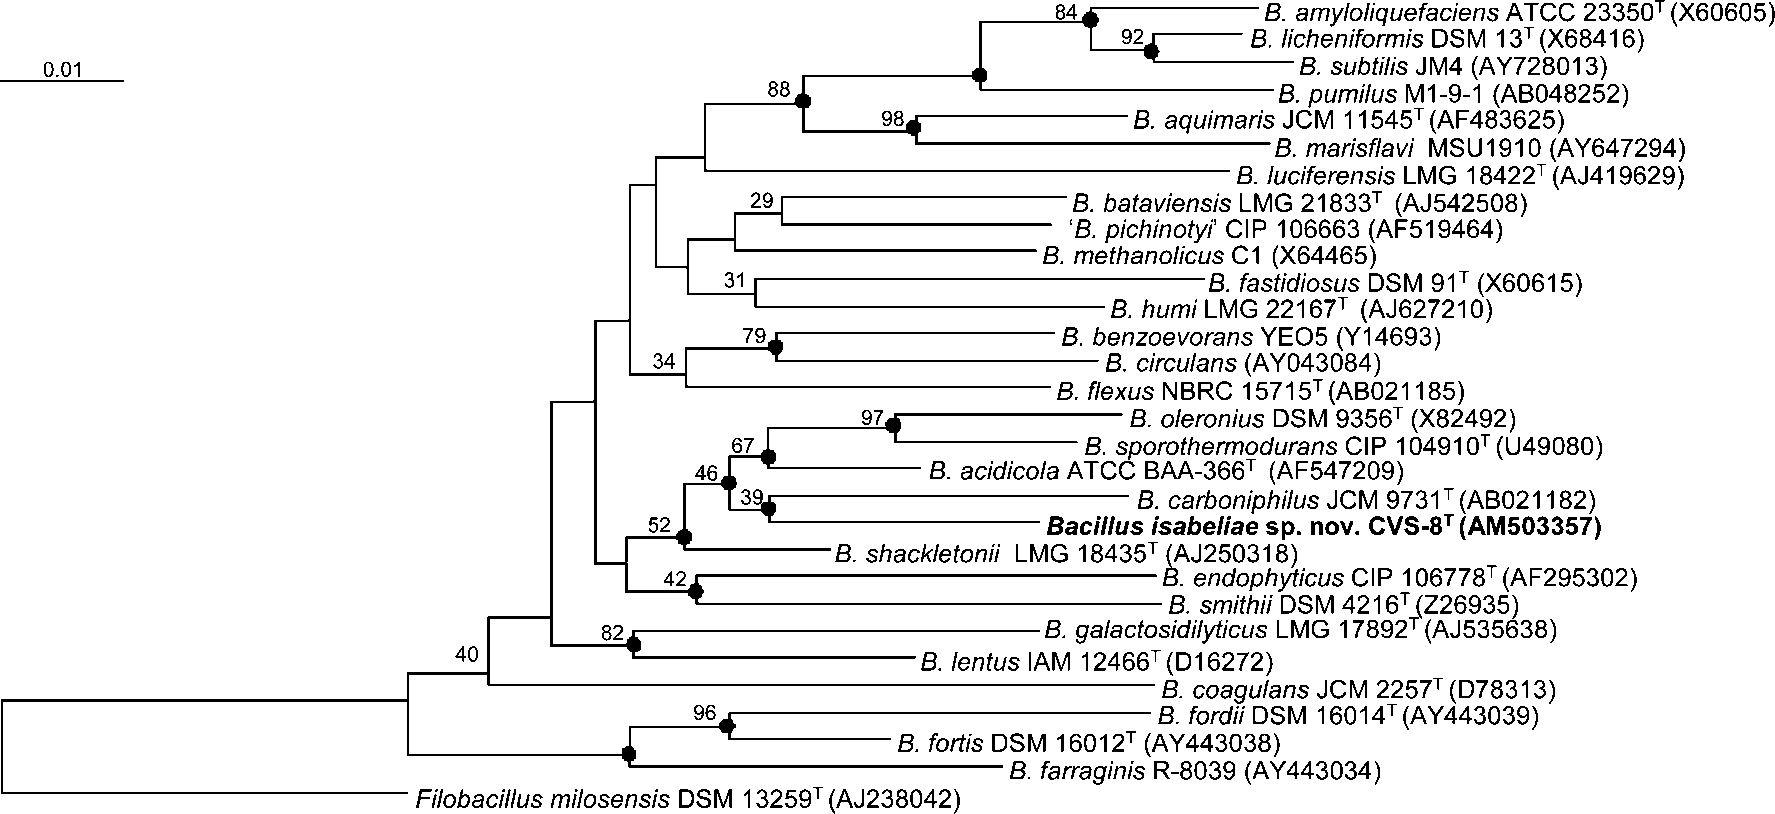 84
B. amyloliquefaciens ATCC 23350T (X60605)
92
B. licheniformis DSM 13T (X68416)
0.01
B. subtilis JM4 (AY728013)
88
B. pumilus M1-9-1 (AB048252)
98
B. aquimaris JCM 11545T (AF483625)
B. marisflavi MSU1910 (AY647294)
B. luciferensis LMG 18422T (AJ419629)
29
B. bataviensis LMG 21833T (AJ542508)
‘B. pichinotyi’ CIP 106663 (AF519464)
B. methanolicus C1 (X64465)
31
B. fastidiosus DSM 91T (X60615)
B. humi LMG 22167T (AJ627210)
79
B. benzoevorans YEO5 (Y14693)
34
B. circulans (AY043084)
B. flexus NBRC 15715T (AB021185)
97
B. oleronius DSM 9356T (X82492)
67
B. sporothermodurans CIP 104910T (U49080)
46
B. acidicola ATCC BAA-366T (AF547209)
39
B. carboniphilus JCM 9731T (AB021182)
52
Bacillus isabeliae sp. nov. CVS-8T (AM503357)
B. shackletonii LMG 18435T (AJ250318)
42
B. endophyticus CIP 106778T (AF295302)
B. smithii DSM 4216T (Z26935)
82
B. galactosidilyticus LMG 17892T (AJ535638)
40
B. lentus IAM 12466T (D16272)
B. coagulans JCM 2257T (D78313)
96
B. fordii DSM 16014T (AY443039)
B. fortis DSM 16012T (AY443038)
B. farraginis R-8039 (AY443034)
Filobacillus milosensis DSM 13259T (AJ238042)